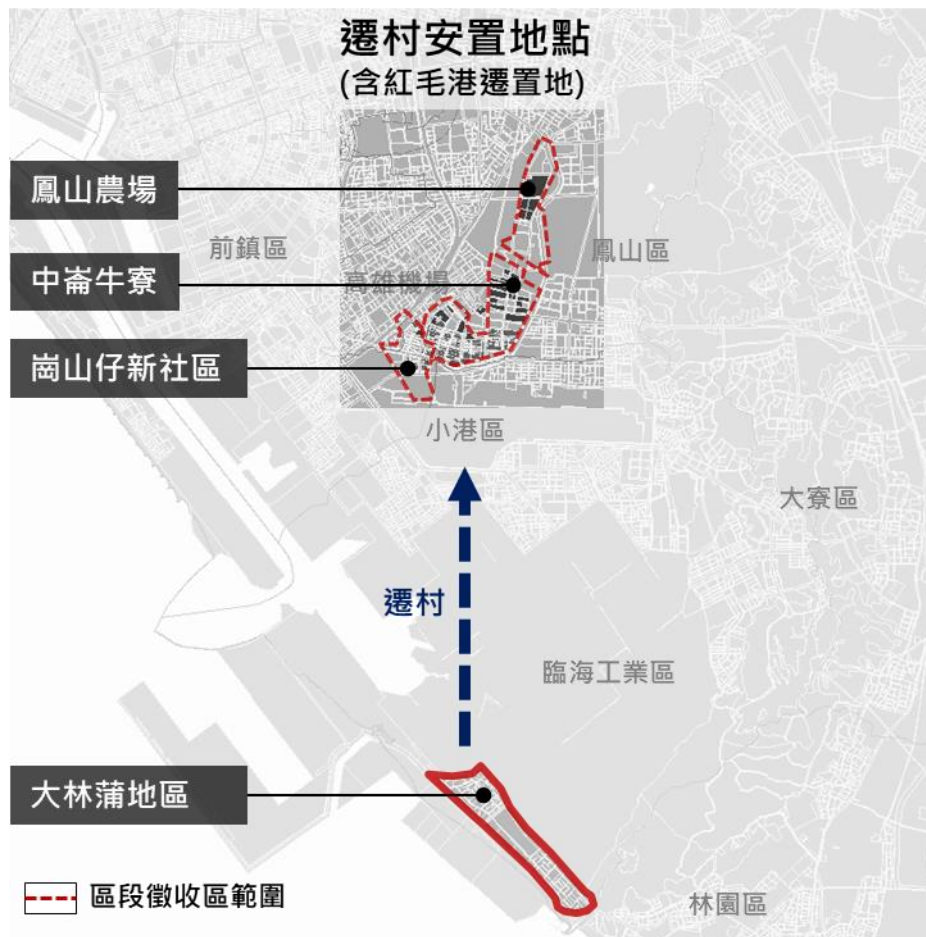 遷村安置地點
(含紅毛港遷置地)
鳳山農場
前鎮區
鳳山區
中崙牛寮
高雄機場
崗山仔新社區
小港區
大寮區
遷村
臨海工業區
大林蒲地區
區段徵收區範圍
林園區